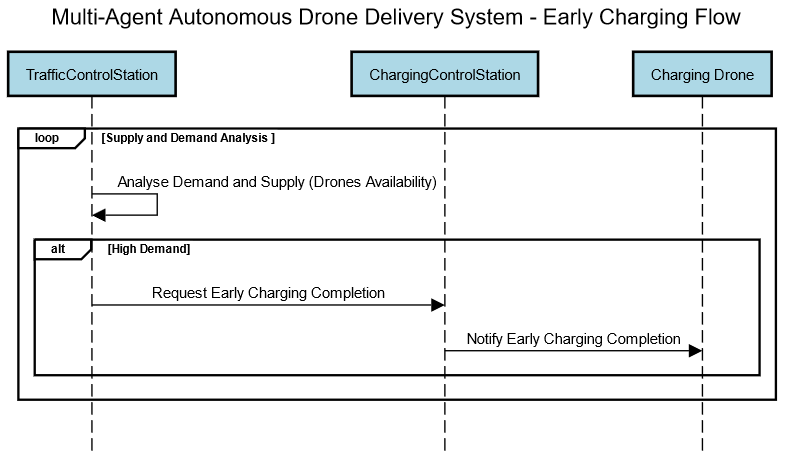 Multi-Agent Autonomous Drone Delivery System - Early Charging Flow
TrafficControlStation
ChargingControlStation
Charging Drone
loop
[Supply and Demand Analysis ]
Analyse Demand and Supply (Drones Availability)
alt
[High Demand]
Request Early Charging Completion
Notify Early Charging Completion